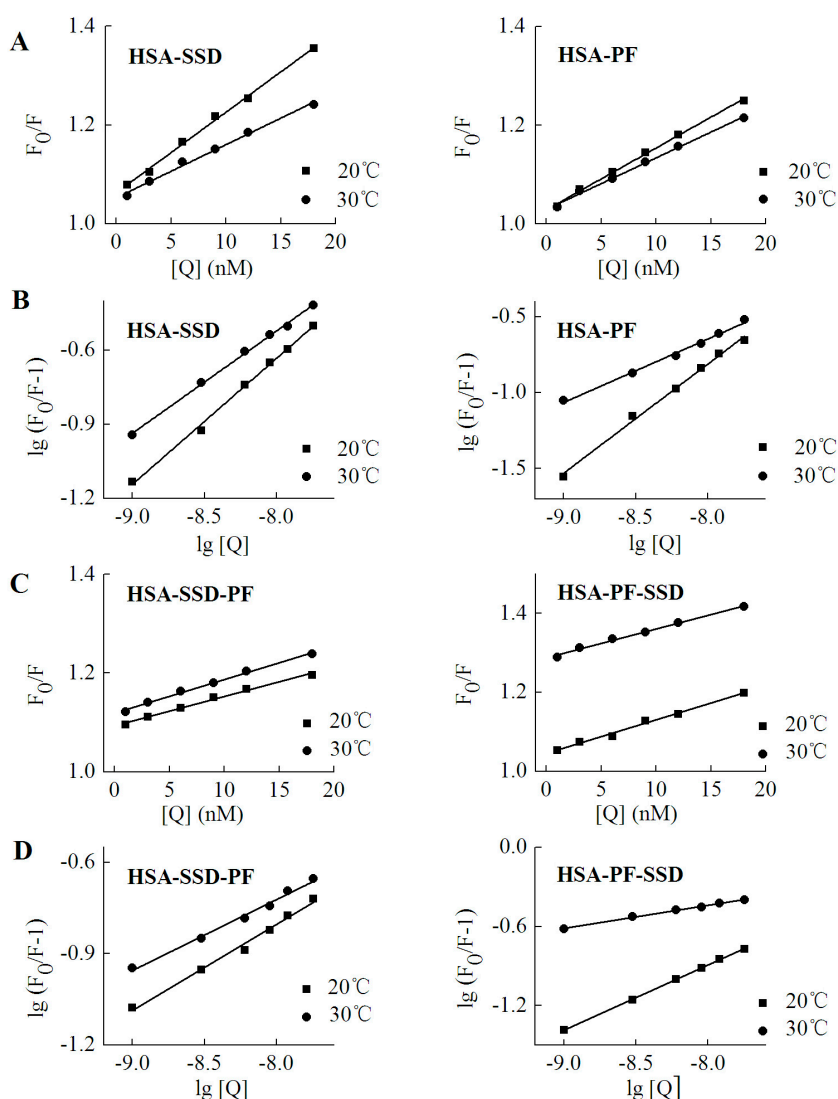 A
HSA-SSD
F0/F
1.4
1.2
1.0
20℃
30℃
0 5 10 15 20
[Q] (nM)
HSA-PF
F0/F
1.4
1.2
1.0
20℃
30℃
0 5 10 15 20
[Q] (nM)
B
HSA-SSD
lg (F0/F-1)
-0.6
-0.9
-1.2
20℃
30℃
-9.0 -8.5 -8.0
lg [Q]
HSA-PF
lg (F0/F-1)
-0.5
-1.0
-1.5
20℃
30℃
-9.0 -8.5 -8.0
lg [Q]
C
HSA-SSD-PF
F0/F
1.4
1.2
1.0
20℃
30℃
0 5 10 15 20
[Q] (nM)
HSA-PF-SSD
F0/F
1.4
1.2
1.0
20℃
30℃
0 5 10 15 20
[Q] (nM)
D
HSA-SSD-PF
lg (F0/F-1)
-0.6
-0.9
-1.2
20℃
30℃
-9.0 -8.5 -8.0
lg [Q]
HSA-PF-SSD
lg (F0/F-1)
0.0
-0.6
-1.2
20℃
30℃
-9.0 -8.5 -8.0
lg [Q]